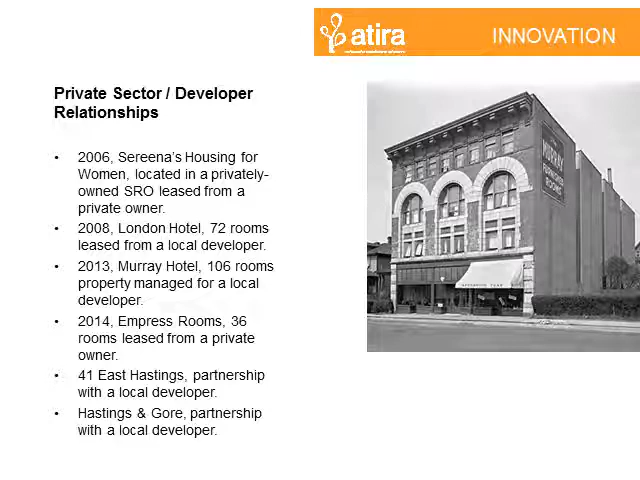 atira
INNOVATION
Private Sector / Developer
Relationships
• 2006, Sereena's Housing for
Women, located in a privately-
owned SRO leased from a
private owner.
• 2008, London Hotel, 72 rooms
leased from a local developer.
• 2013, Murray Hotel, 106 rooms
property managed for a local
developer.
• 2014, Empress Rooms, 36
rooms leased from a private
owner.
• 41 East Hastings, partnership
with a local developer.
• Hastings & Gore, partnership
with a local developer.
MURRAY
FURNISHED
ROOMS